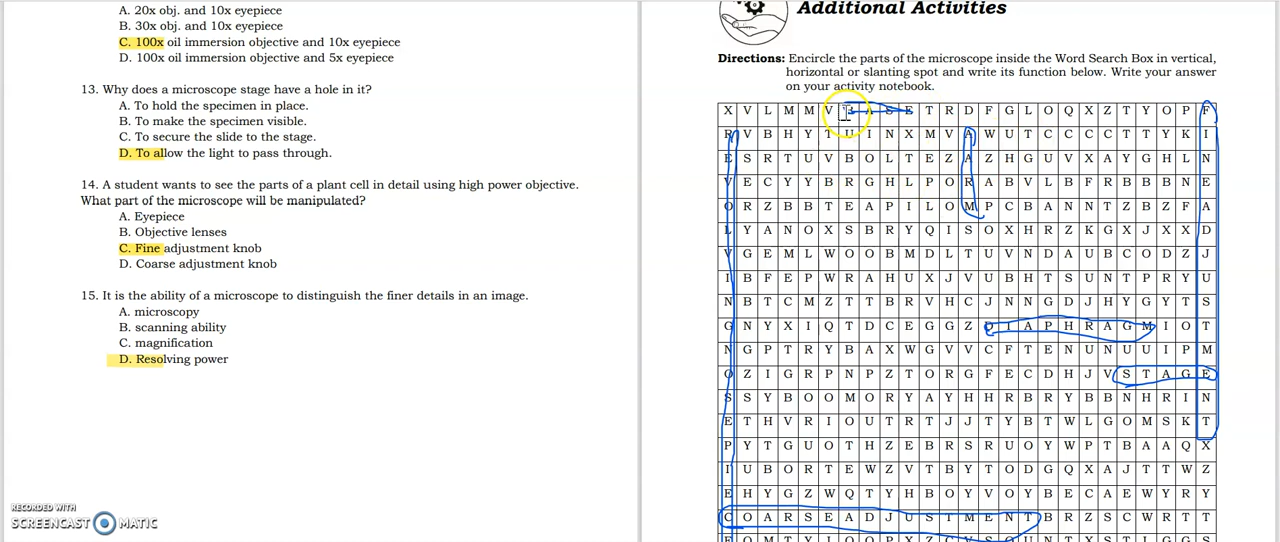 A. 20x obj. and 10x eyepiece
B. 30x obj. and 10x eyepiece
C. 100x oil immersion objective and 10x eyepiece
D. 100x oil immersion objective and 5x eyepiece
13. Why does a microscope stage have a hole in it?
A. To hold the specimen in place.
B. To make the specimen visible.
C. To secure the slide to the stage.
D. To allow the light to pass through.
14. A student wants to see the parts of a plant cell in detail using high power objective.
What part of the microscope will be manipulated?
A. Eyepiece
B. Objective lenses
C. Fine adjustment knob
D. Coarse adjustment knob
15. It is the ability of a microscope to distinguish the finer details in an image.
A. microscopy
B. scanning ability
C. magnification
D. Resolving power
RECORDED WITH
SCREENCAST MATIC
Additional Activities
Directions: Encircle the parts of the microscope inside the Word Search Box in vertical,
horizontal or slanting spot and write its function below. Write your answer
on your activity notebook.
X V L M M V B A S E T R D F G L O Q X Z T Y O P F
R V B H Y T U I N X M V A W U T C C C C T T Y K I
E S R T U V B O L T E Z A Z H G U V X A Y G H L N
V E C Y Y B R G H L P O R A B V L B F R B B B N E
O R Z B B T E A P I L O M P C B A N N T Z B Z F A
L Y A N O X S B R Y Q I S O X H R Z K G X J X X D
V G E M L W O O B M D L T U V N D A U B C O D Z J
I B F E P W R A H U X J V U B H T S U N T P R Y U
N B T C M Z T T B R V H C J N N G D J H Y G Y T S
G N Y X I Q T D C E G G Z D I A P H R A G M I O T
N G P T R Y B A X W G V V C F T E N U N U U I P M
O Z I G R P N P Z T O R G F E C D H J V S T A G E
S S Y B O O M O R Y A Y H H R B R Y B B N H R I N
E T H V R I O U T R T J J T Y B T W L G O M S K T
P Y T G U O T H Z E B R S R U O Y W P T B A A Q X
I U B O R T E W Z V T B Y T O D G Q X A J T T W Z
E H Y G Z W Q T Y H B O Y V O Y B E C A E W Y R Y
C O A R S E A D J U S T M E N T B R Z S C W R T T